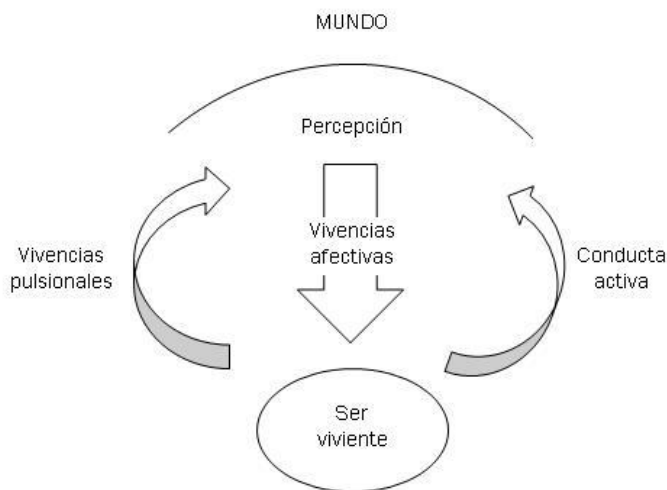 MUNDO
Percepción
Vivencias
pulsionales
Vivencias
afectivas
Conducta
activa
Ser
viviente